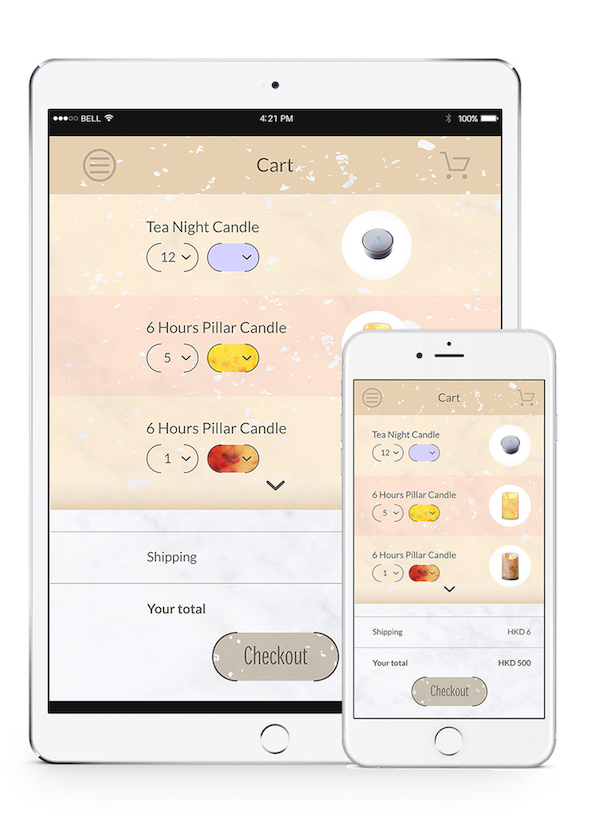 BELL
4:21 PM
100%
Cart
Tea Night Candle
12
6 Hours Pillar Candle
5
6 Hours Pillar Candle
1
Shipping
Your total
Checkout
Cart
Tea Night Candle
12
6 Hours Pillar Candle
5
6 Hours Pillar Candle
1
Shipping HKD 6
Your total HKD 500
Checkout